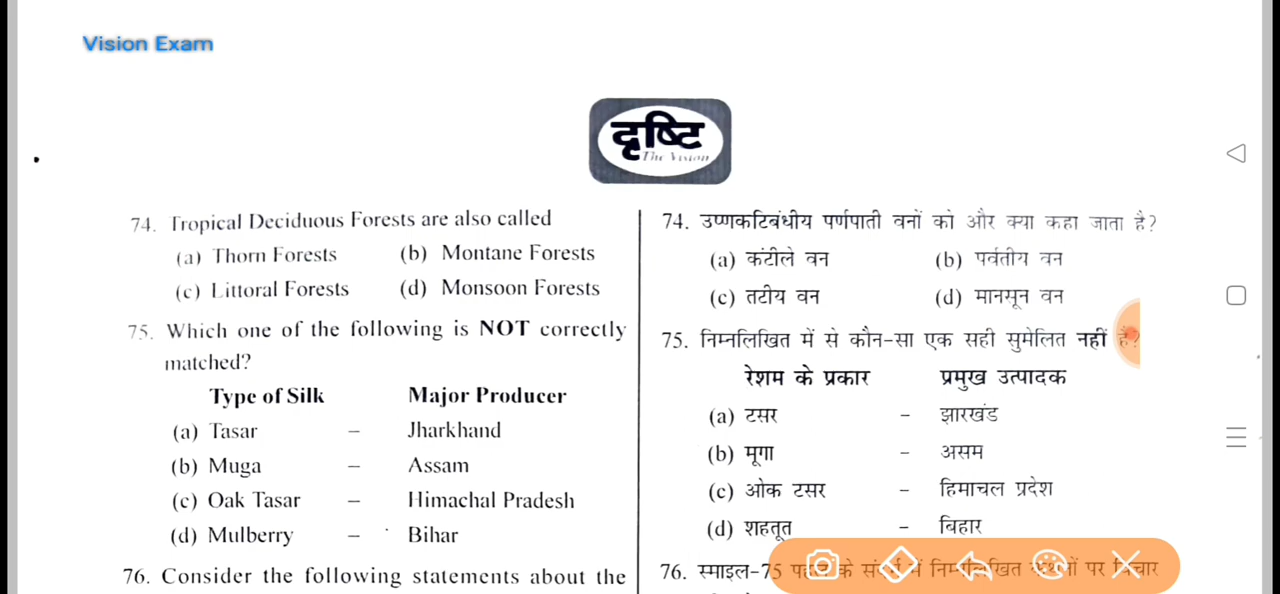 Vision Exam
दृष्टि
The Vision
74. Tropical Deciduous Forests are also called
(a) Thorn Forests (b) Montane Forests
(c) Littoral Forests (d) Monsoon Forests
75. Which one of the following is NOT correctly
matched?
Type of Silk Major Producer
(a) Tasar – Jharkhand
(b) Muga – Assam
(c) Oak Tasar – Himachal Pradesh
(d) Mulberry – Bihar
76. Consider the following statements about the
74. उष्णकटिबंधीय पर्णपाती वनों को और क्या कहा जाता है?
(a) कंटीले वन (b) पर्वतीय वन
(c) तटीय वन (d) मानसून वन
75. निम्नलिखित में से कौन-सा एक सही सुमेलित नहीं है?
रेशम के प्रकार प्रमुख उत्पादक
(a) टसर – झारखंड
(b) मूगा – असम
(c) ओक टसर – हिमाचल प्रदेश
(d) शहतूत – बिहार
76. स्माइल-75 के में निम्नलिखित पर विचार